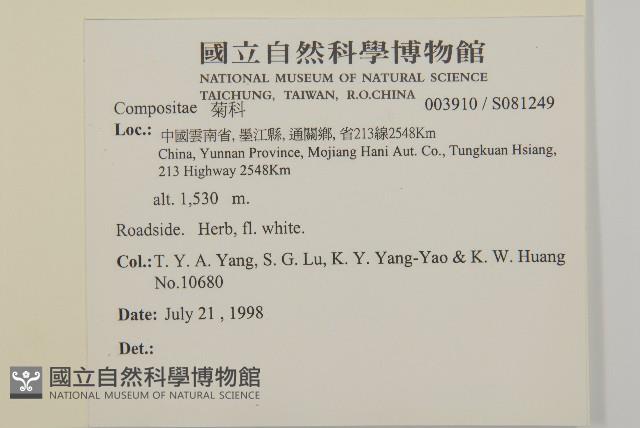 國立自然科學博物館
NATIONAL MUSEUM OF NATURAL SCIENCE
TAICHUNG, TAIWAN, R.O.CHINA
Compositae 菊科 003910 / S081249
Loc.: 中國雲南省, 墨江縣, 通關鄉, 省213線2548Km
China, Yunnan Province, Mojiang Hani Aut. Co., Tungkuan Hsiang,
213 Highway 2548Km
alt. 1,530 m.
Roadside. Herb, fl. white.
Col.: T. Y. A. Yang, S. G. Lu, K. Y. Yang-Yao & K. W. Huang
No.10680
Date: July 21 , 1998
Det.:
國立自然科學博物館
NATIONAL MUSEUM OF NATURAL SCIENCE